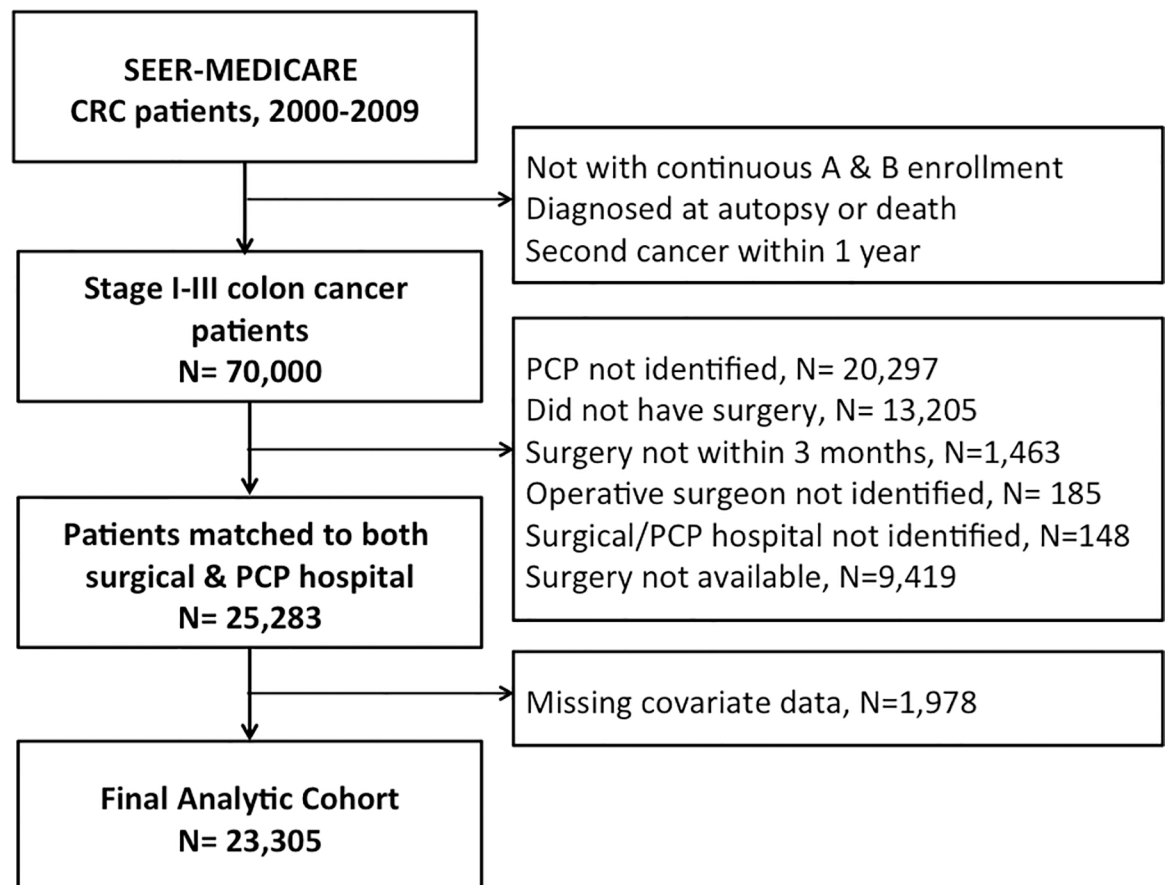 SEER-MEDICARE
CRC patients, 2000-2009
Not with continuous A & B enrollment
Diagnosed at autopsy or death
Second cancer within 1 year
Stage I-III colon cancer
patients
N= 70,000
PCP not identified, N= 20,297
Did not have surgery, N= 13,205
Surgery not within 3 months, N=1,463
Operative surgeon not identified, N= 185
Surgical/PCP hospital not identified, N=148
Surgery not available, N=9,419
Patients matched to both
surgical & PCP hospital
N= 25,283
Missing covariate data, N=1,978
Final Analytic Cohort
N= 23,305